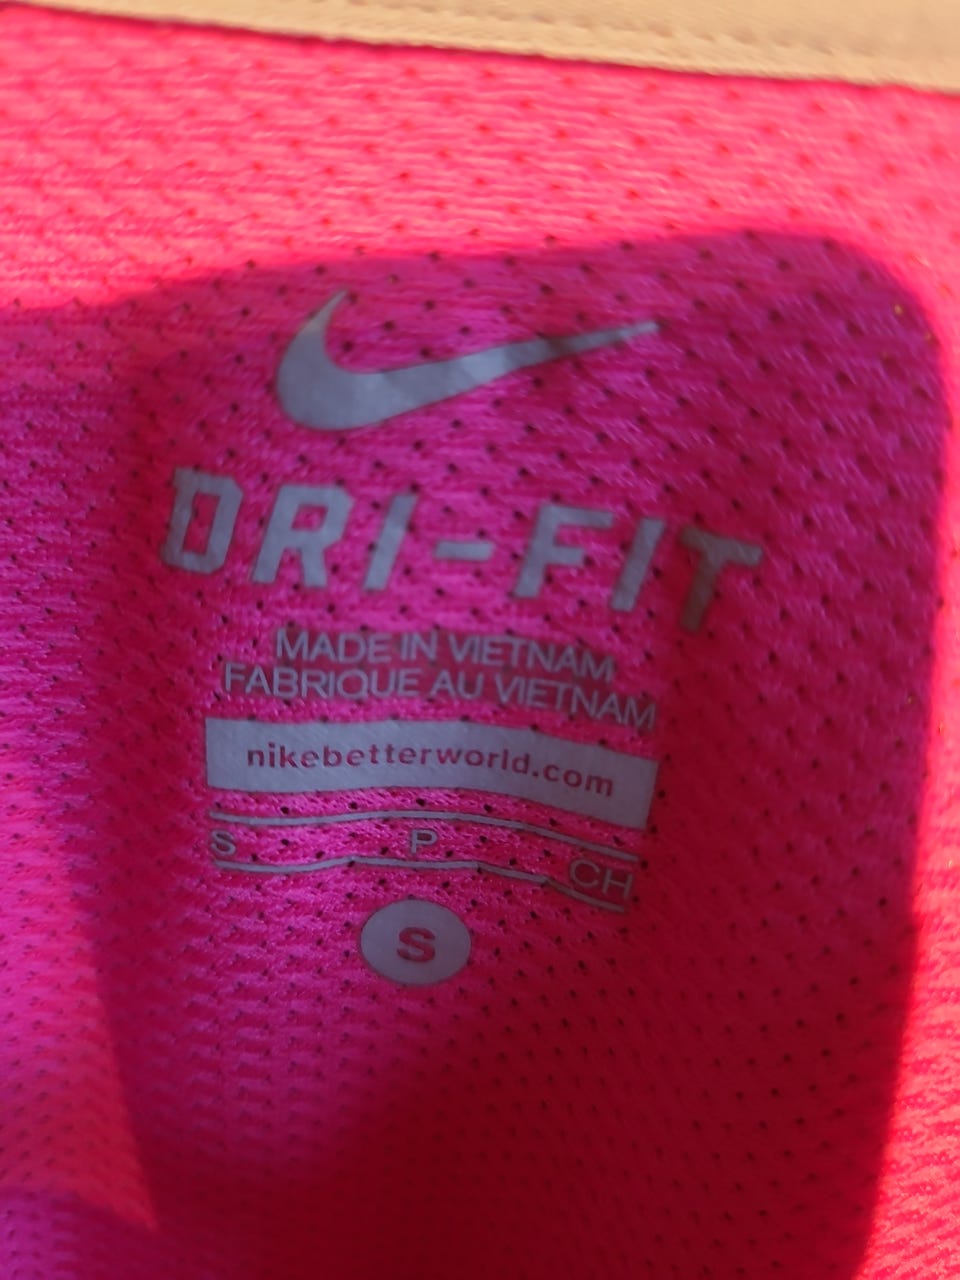 DRI-FIT
MADE IN VIETNAM
FABRIQUE AU VIETNAM
nikebetterworld.com
S P CH
S